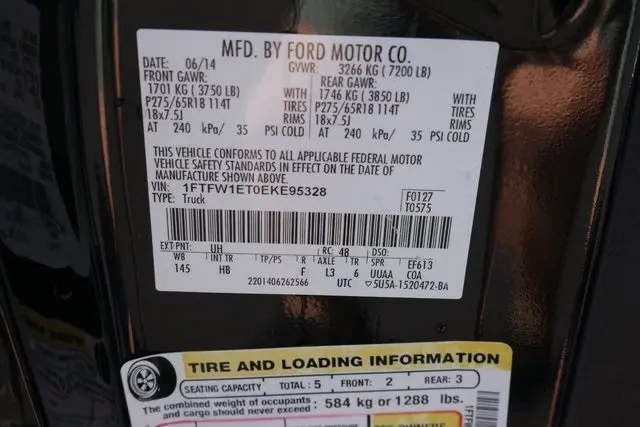 MFD. BY FORD MOTOR CO.
DATE: 06/14 GVWR: 3266 KG ( 7200 LB)
FRONT GAWR: REAR GAWR:
1701 KG ( 3750 LB) WITH 1746 KG ( 3850 LB) WITH
P275/65R18 114T TIRES P275/65R18 114T TIRES
18x7.5J RIMS 18x7.5J RIMS
AT 240 kPa/ 35 PSI COLD AT 240 kPa/ 35 PSI COLD
THIS VEHICLE CONFORMS TO ALL APPLICABLE FEDERAL MOTOR
VEHICLE SAFETY STANDARDS IN EFFECT ON THE DATE OF
MANUFACTURE SHOWN ABOVE.
VIN: 1FTFW1ET0EKE95328 F0127
TYPE: Truck T0575
EXT PNT: UH RC: 48 DSO:
WB INT TR TP/PS R AXLE TR SPR EF613
145 HB F L3 6 UUAA COA
2201406262566 UTC ▽5U5A-1520472-BA
TIRE AND LOADING INFORMATION
SEATING CAPACITY TOTAL: 5 FRONT: 2 REAR: 3
The combined weight of occupants
and cargo should never exceed : 584 kg or 1288 lbs.